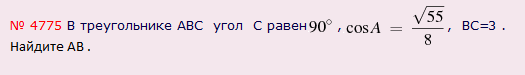 № 4775 В треугольнике ABC угол C равен 90°, cos A = √55/8, BC=3 .
Найдите AB .